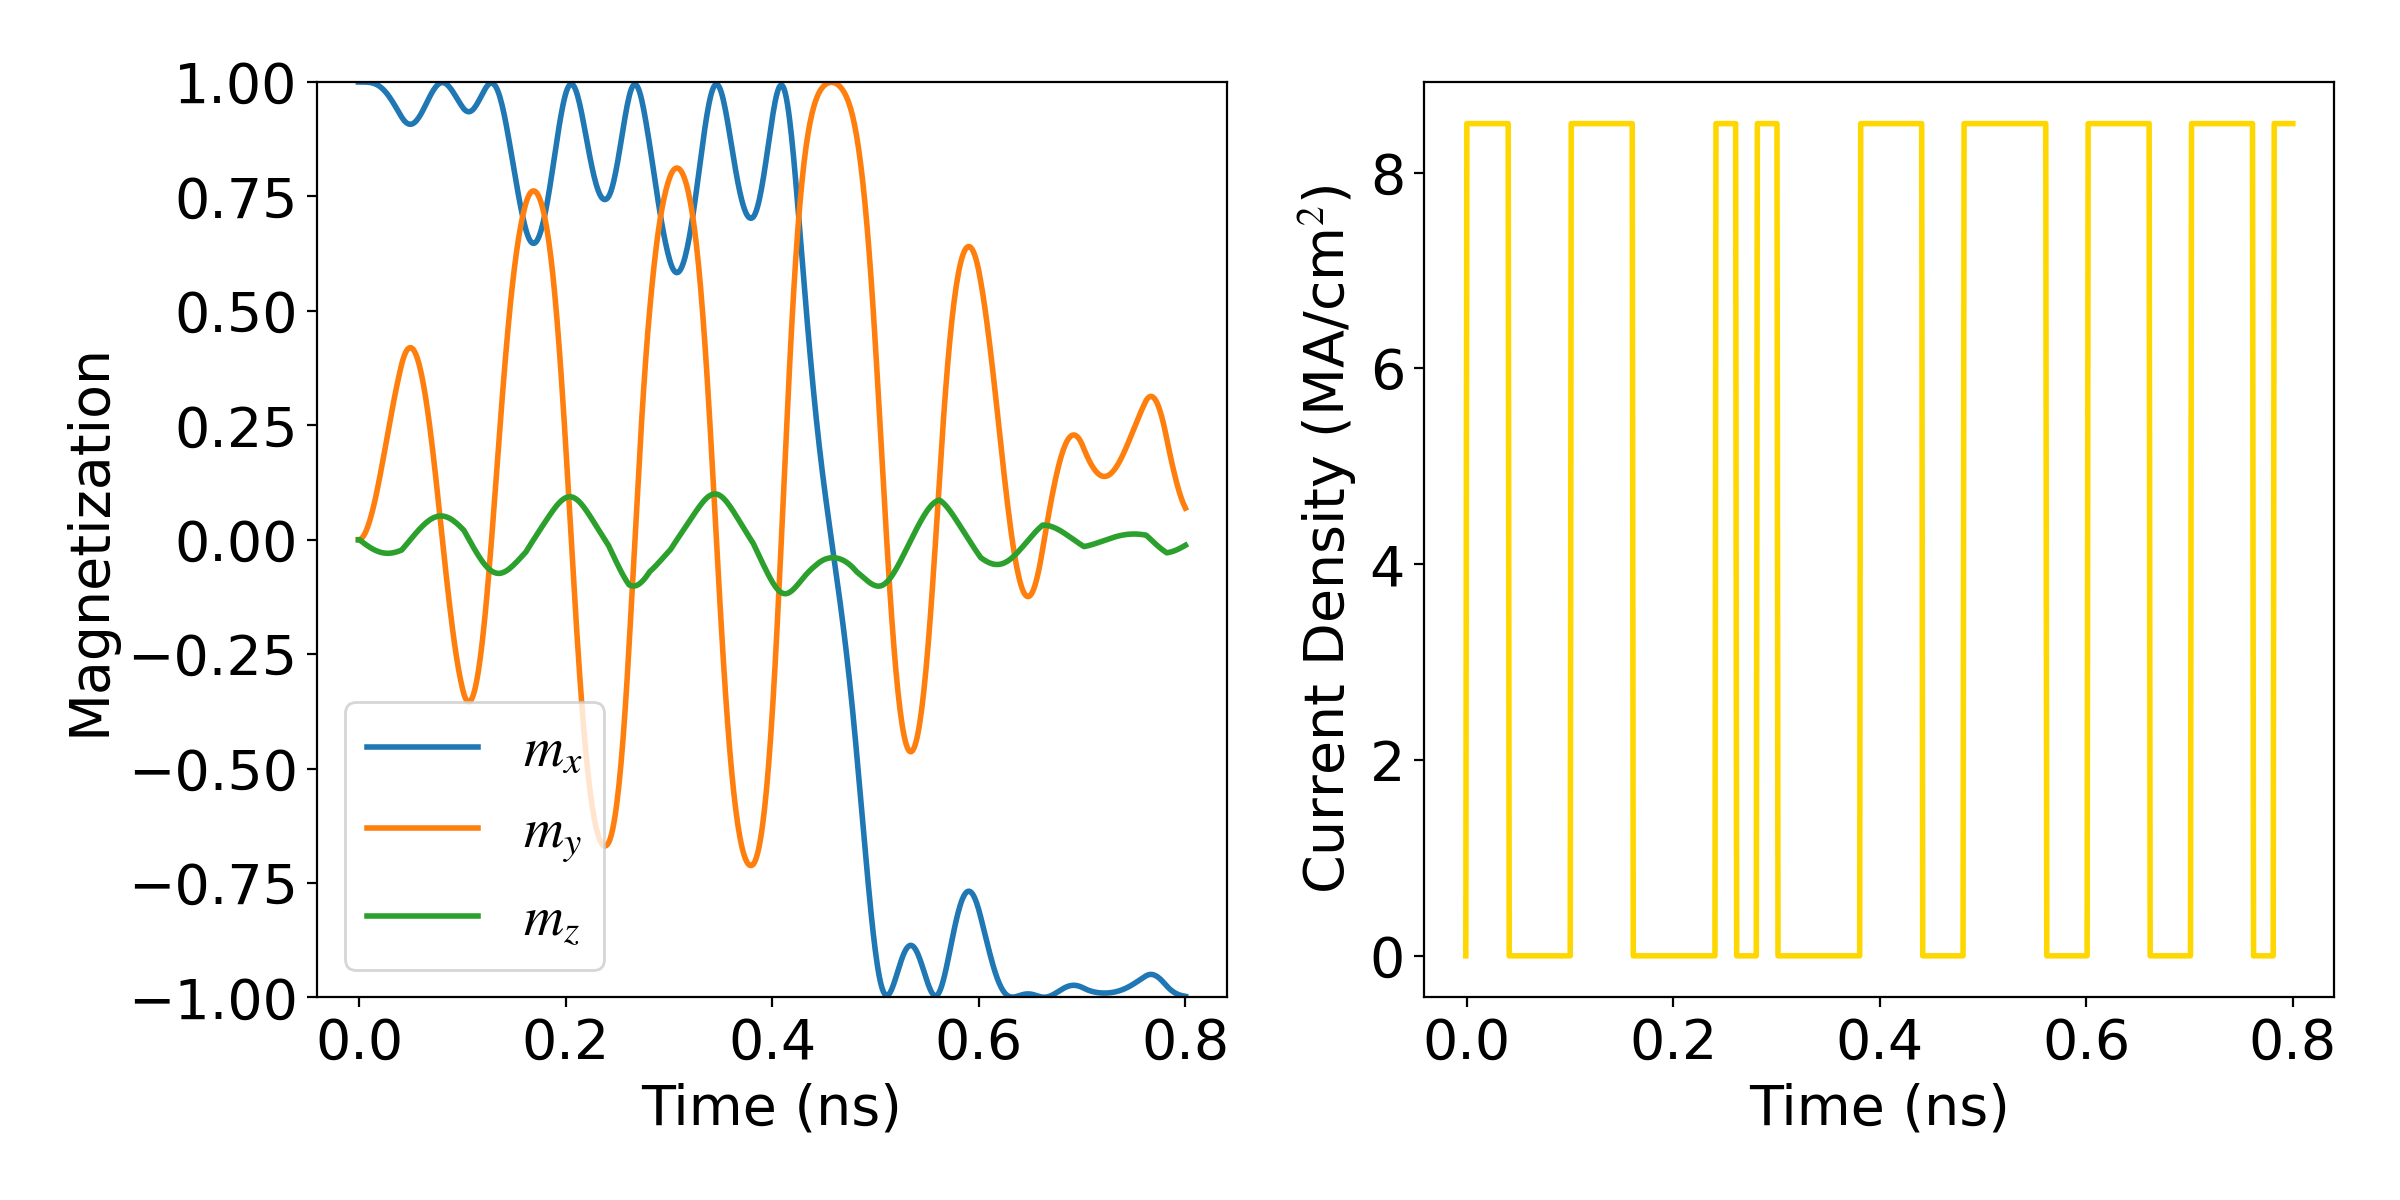 1.00
0.75
0.50
0.25
0.00
−0.25
−0.50
−0.75
−1.00
Magnetization
0.0 0.2 0.4 0.6 0.8
Time (ns)
m_x
m_y
m_z
8
6
4
2
0
Current Density (MA/cm²)
0.0 0.2 0.4 0.6 0.8
Time (ns)